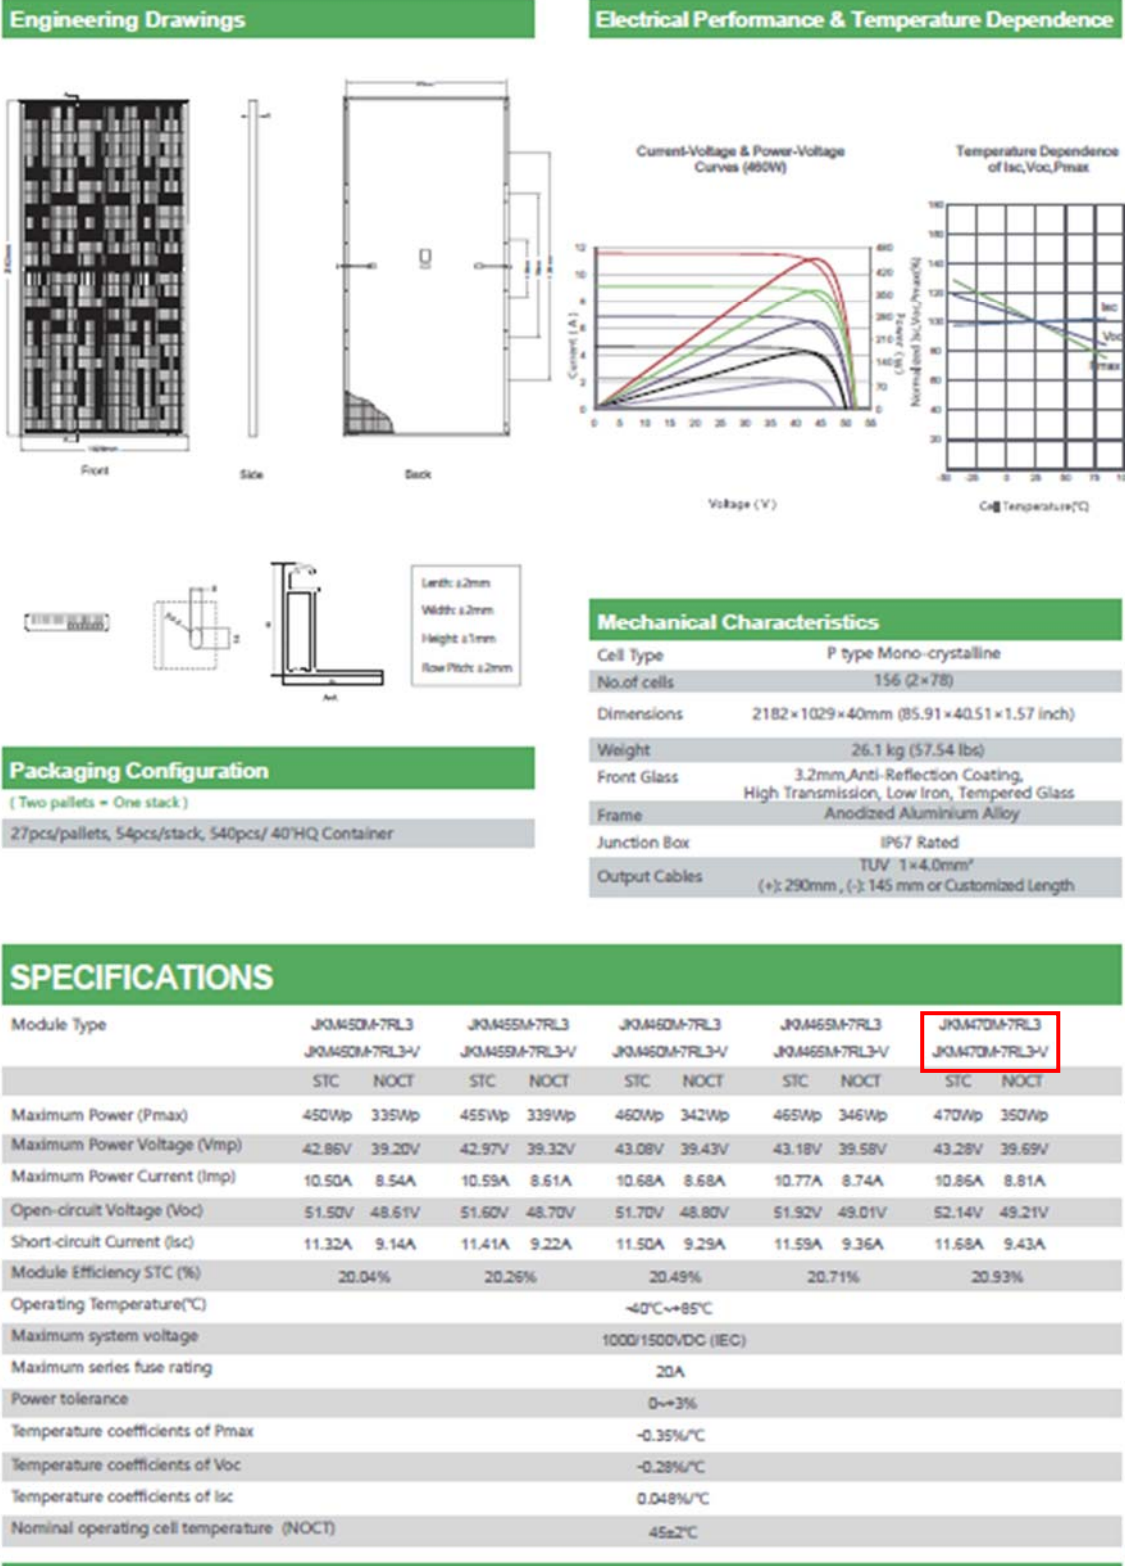 Engineering Drawings
Electrical Performance & Temperature Dependence
Current-Voltage & Power-Voltage
Curves (460W)
Temperature Dependence
of Isc,Voc,Pmax
Current (A)
Normalized Isc,Voc,Pmax(%)
Isc
Voc
Pmax
Voltage (V)
Cell Temperature(℃)
Front
Side
Back
Lenth: ±2mm
Width: ±2mm
Height: ±1mm
Row Pitch: ±2mm
Packaging Configuration
( Two pallets = One stack )
27pcs/pallets, 54pcs/stack, 540pcs/ 40'HQ Container
Mechanical Characteristics
Cell Type P type Mono-crystalline
No.of cells 156 (2×78)
Dimensions 2182×1029×40mm (85.91×40.51×1.57 inch)
Weight 26.1 kg (57.54 lbs)
Front Glass 3.2mm,Anti-Reflection Coating,
High Transmission, Low Iron, Tempered Glass
Frame Anodized Aluminium Alloy
Junction Box IP67 Rated
Output Cables TUV 1×4.0mm²
(+): 290mm , (-): 145 mm or Customized Length
SPECIFICATIONS
Module Type JKM450M-7RL3 JKM455M-7RL3 JKM460M-7RL3 JKM465M-7RL3 JKM470M-7RL3
JKM450M-7RL3-V JKM455M-7RL3-V JKM460M-7RL3-V JKM465M-7RL3-V JKM470M-7RL3-V
STC NOCT STC NOCT STC NOCT STC NOCT STC NOCT
Maximum Power (Pmax) 450Wp 335Wp 455Wp 339Wp 460Wp 342Wp 465Wp 346Wp 470Wp 350Wp
Maximum Power Voltage (Vmp) 42.86V 39.20V 42.97V 39.32V 43.08V 39.43V 43.18V 39.58V 43.28V 39.69V
Maximum Power Current (Imp) 10.50A 8.54A 10.59A 8.61A 10.68A 8.68A 10.77A 8.74A 10.86A 8.81A
Open-circuit Voltage (Voc) 51.50V 48.61V 51.60V 48.70V 51.70V 48.80V 51.92V 49.01V 52.14V 49.21V
Short-circuit Current (Isc) 11.32A 9.14A 11.41A 9.22A 11.50A 9.29A 11.59A 9.36A 11.68A 9.43A
Module Efficiency STC (%) 20.04% 20.26% 20.49% 20.71% 20.93%
Operating Temperature(℃) -40℃~+85℃
Maximum system voltage 1000/1500VDC (IEC)
Maximum series fuse rating 20A
Power tolerance 0~+3%
Temperature coefficients of Pmax -0.35%/℃
Temperature coefficients of Voc -0.28%/℃
Temperature coefficients of Isc 0.048%/℃
Nominal operating cell temperature (NOCT) 45±2℃